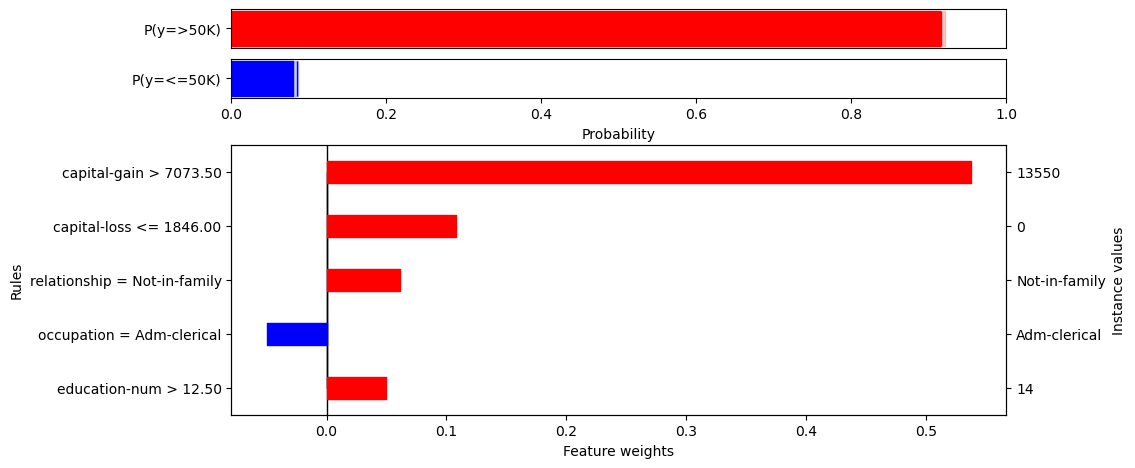 P(y=>50K)
P(y=<=50K)
0.0 0.2 0.4 0.6 0.8 1.0
Probability
Rules
capital-gain > 7073.50 13550
capital-loss <= 1846.00 0
relationship = Not-in-family Not-in-family
occupation = Adm-clerical Adm-clerical
education-num > 12.50 14
Instance values
0.0 0.1 0.2 0.3 0.4 0.5
Feature weights